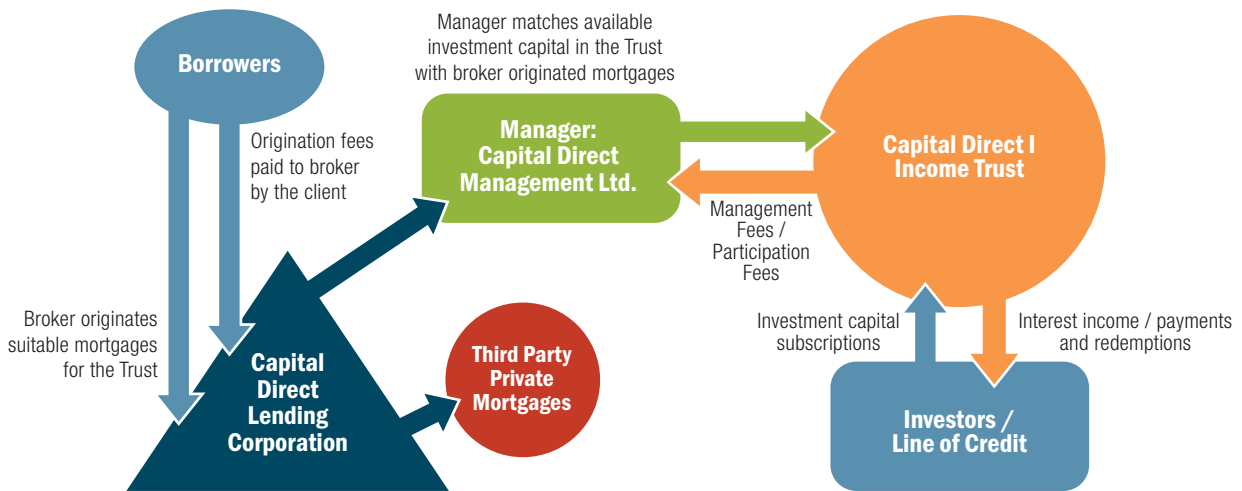 Borrowers
Manager matches available
investment capital in the Trust
with broker originated mortgages
Origination fees
paid to broker
by the client
Manager:
Capital Direct
Management Ltd.
Capital Direct I
Income Trust
Management
Fees /
Participation
Fees
Broker originates
suitable mortgages
for the Trust
Capital
Direct
Lending
Corporation
Third Party
Private
Mortgages
Investment capital
subscriptions
Interest income / payments
and redemptions
Investors /
Line of Credit